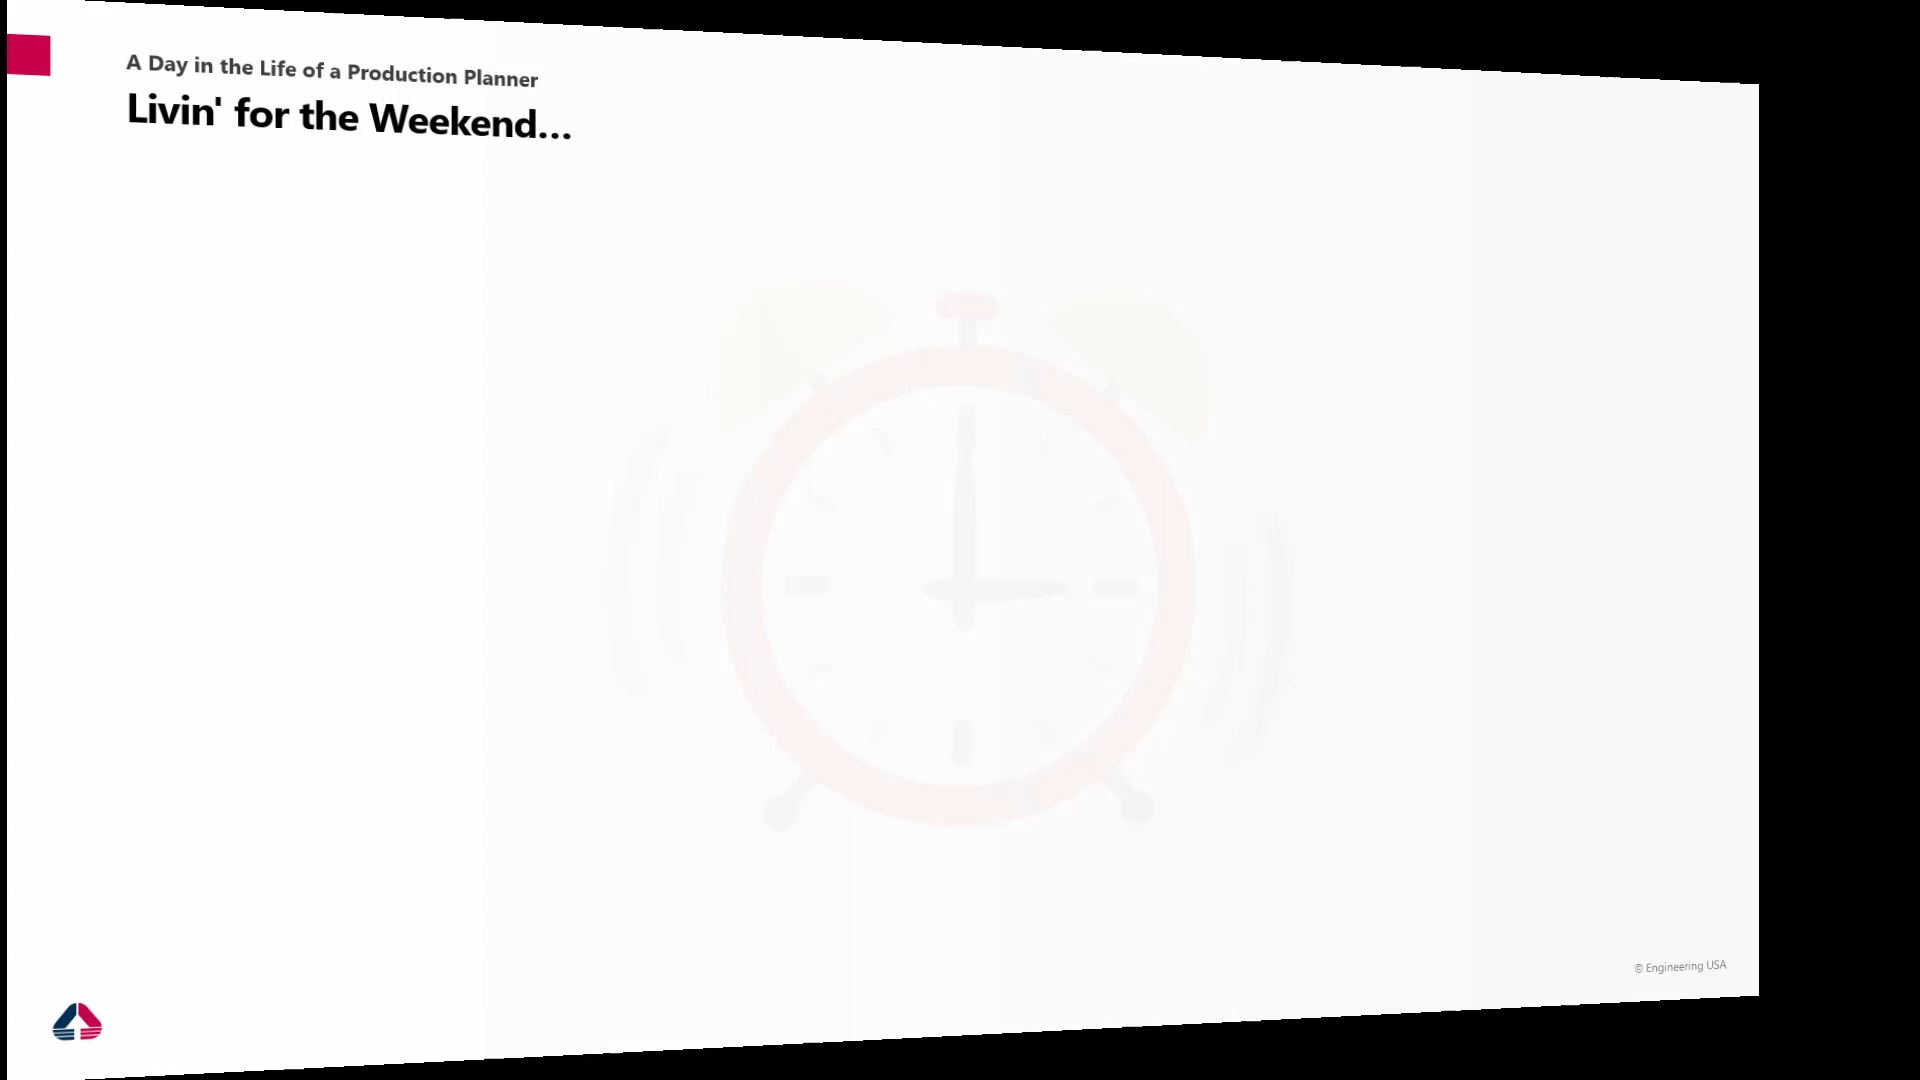 A Day in the Life of a Production Planner
Livin' for the Weekend...
© Engineering USA